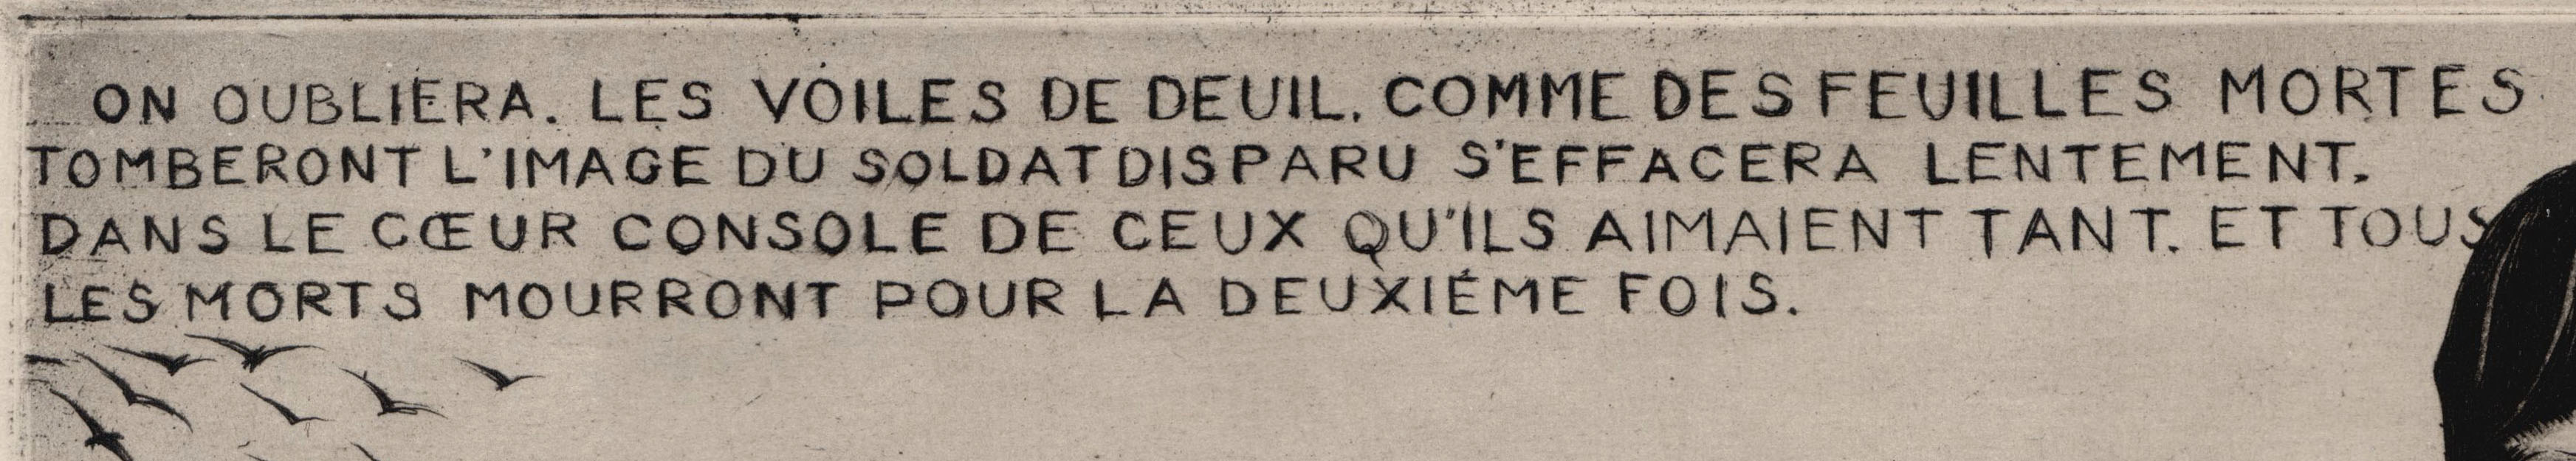 ON OUBLIERA. LES VOILES DE DEUIL. COMME DES FEUILLES MORTES
TOMBERONT L'IMAGE DU SOLDAT DISPARU S'EFFACERA LENTEMENT.
DANS LE CŒUR CONSOLE DE CEUX QU'ILS AIMAIENT TANT. ET TOUS
LES MORTS MOURRONT POUR LA DEUXIÉME FOIS.